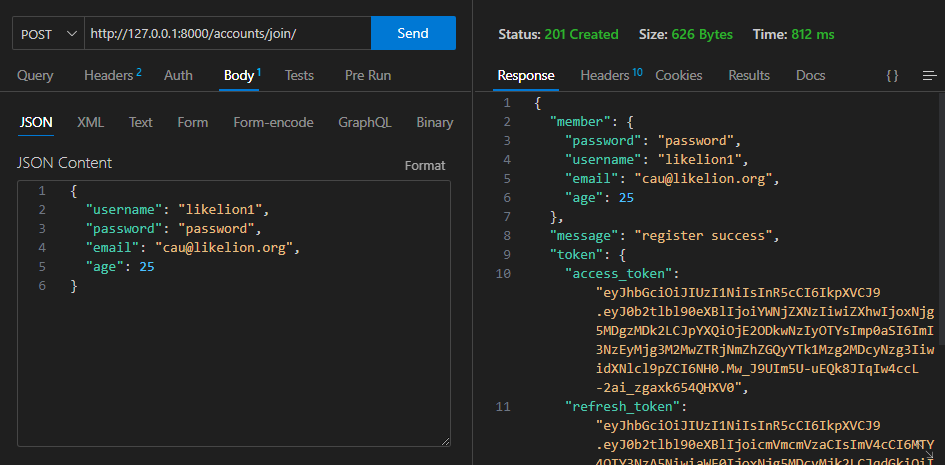 POST http://127.0.0.1:8000/accounts/join/ Send
Query Headers 2 Auth Body 1 Tests Pre Run
JSON XML Text Form Form-encode GraphQL Binary
JSON Content Format
1 {
2 "username": "likelion1",
3 "password": "password",
4 "email": "cau@likelion.org",
5 "age": 25
6 }
Status: 201 Created Size: 626 Bytes Time: 812 ms
Response Headers 10 Cookies Results Docs { }
1 {
2 "member": {
3 "password": "password",
4 "username": "likelion1",
5 "email": "cau@likelion.org",
6 "age": 25
7 },
8 "message": "register success",
9 "token": {
10 "access_token":
"eyJhbGciOiJIUzI1NiIsInR5cCI6IkpXVCJ9
.eyJ0b2tlbl90eXBlIjoiYWNjZXNzIiwiZXhwIjoxNjg
5MDgzMDk2LCJpYXQiOjE2ODkwNzIyOTYsImp0aSI6ImI
3NzEyMjg3M2MwZTRjNmZhZGQyYTk1Mzg2MDcyNzg3Iiw
idXNlcl9pZCI6NH0.Mw_J9UIm5U-uEQk8JIqIw4ccL
-2ai_zgaxk654QHXV0",
11 "refresh_token":
"eyJhbGciOiJIUzI1NiIsInR5cCI6IkpXVCJ9
.eyJ0b2tlbl90eXBlIjoicmVmcmVzaCIsImV4cCI6MTY